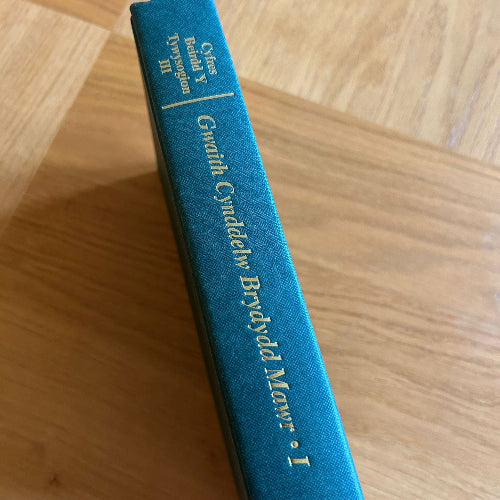 Cyfres
Beirdd Y
Tywysogion
III
Gwaith Cynddelw Brydydd Mawr • I